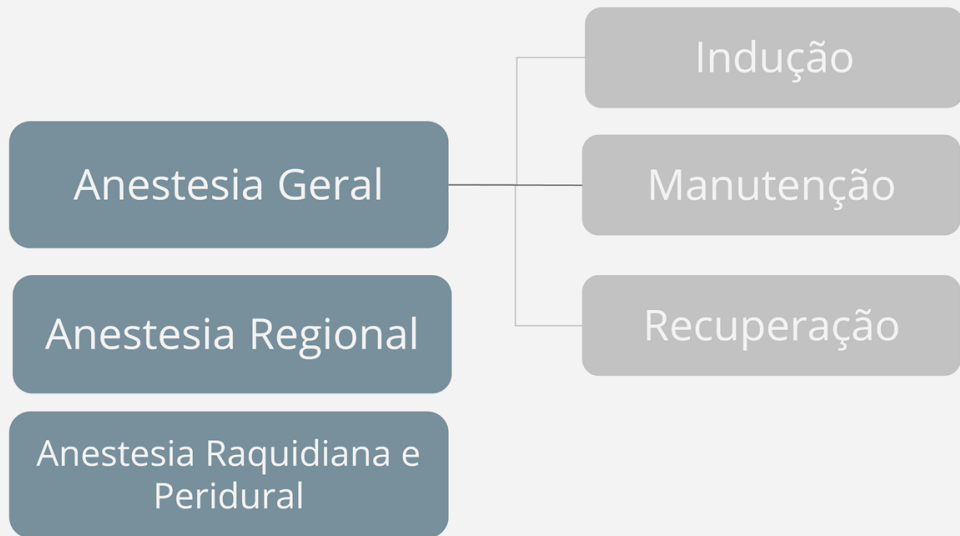 Anestesia Geral
Anestesia Regional
Anestesia Raquidiana e
Peridural
Indução
Manutenção
Recuperação